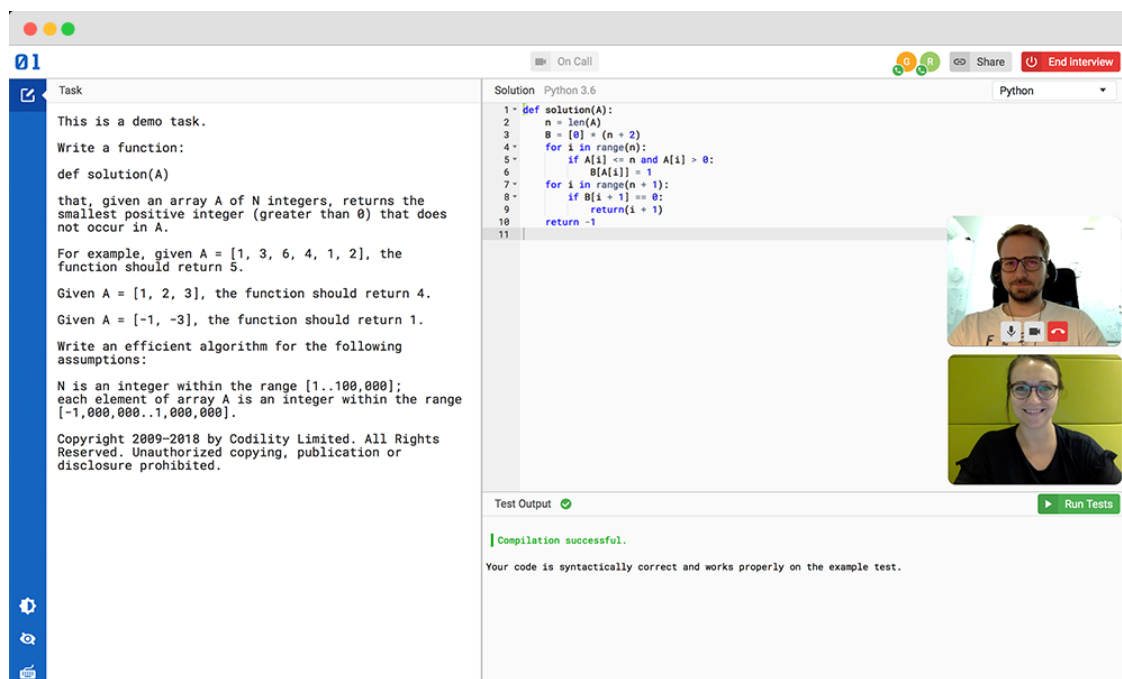 01
On Call
G
R
Share
End interview
Task
This is a demo task.
Write a function:
def solution(A)
that, given an array A of N integers, returns the
smallest positive integer (greater than 0) that does
not occur in A.
For example, given A = [1, 3, 6, 4, 1, 2], the
function should return 5.
Given A = [1, 2, 3], the function should return 4.
Given A = [-1, -3], the function should return 1.
Write an efficient algorithm for the following
assumptions:
N is an integer within the range [1..100,000];
each element of array A is an integer within the range
[-1,000,000..1,000,000].
Copyright 2009–2018 by Codility Limited. All Rights
Reserved. Unauthorized copying, publication or
disclosure prohibited.
Solution Python 3.6
Python
1 def solution(A):
2 n = len(A)
3 B = [0] * (n + 2)
4 for i in range(n):
5 if A[i] <= n and A[i] > 0:
6 B[A[i]] = 1
7 for i in range(n + 1):
8 if B[i + 1] == 0:
9 return(i + 1)
10 return -1
11
Test Output
Run Tests
Compilation successful.
Your code is syntactically correct and works properly on the example test.